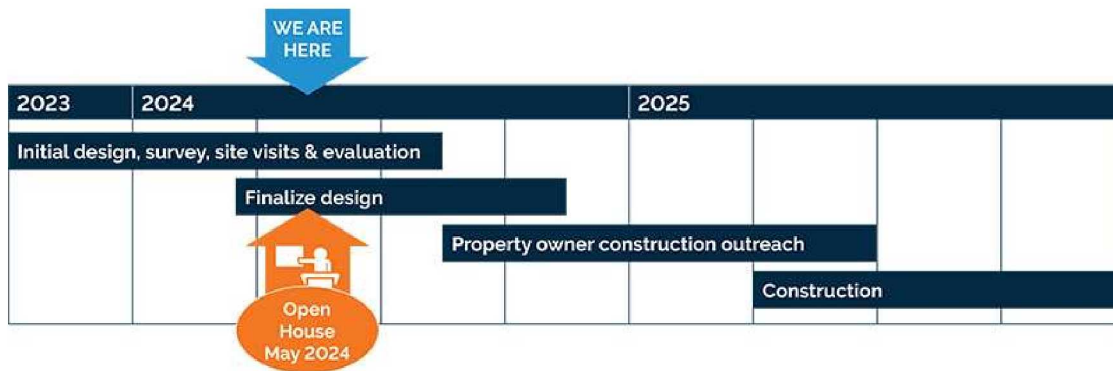 WE ARE
HERE
2023
2024
2025
Initial design, survey, site visits & evaluation
Finalize design
Property owner construction outreach
Construction
Open
House
May 2024